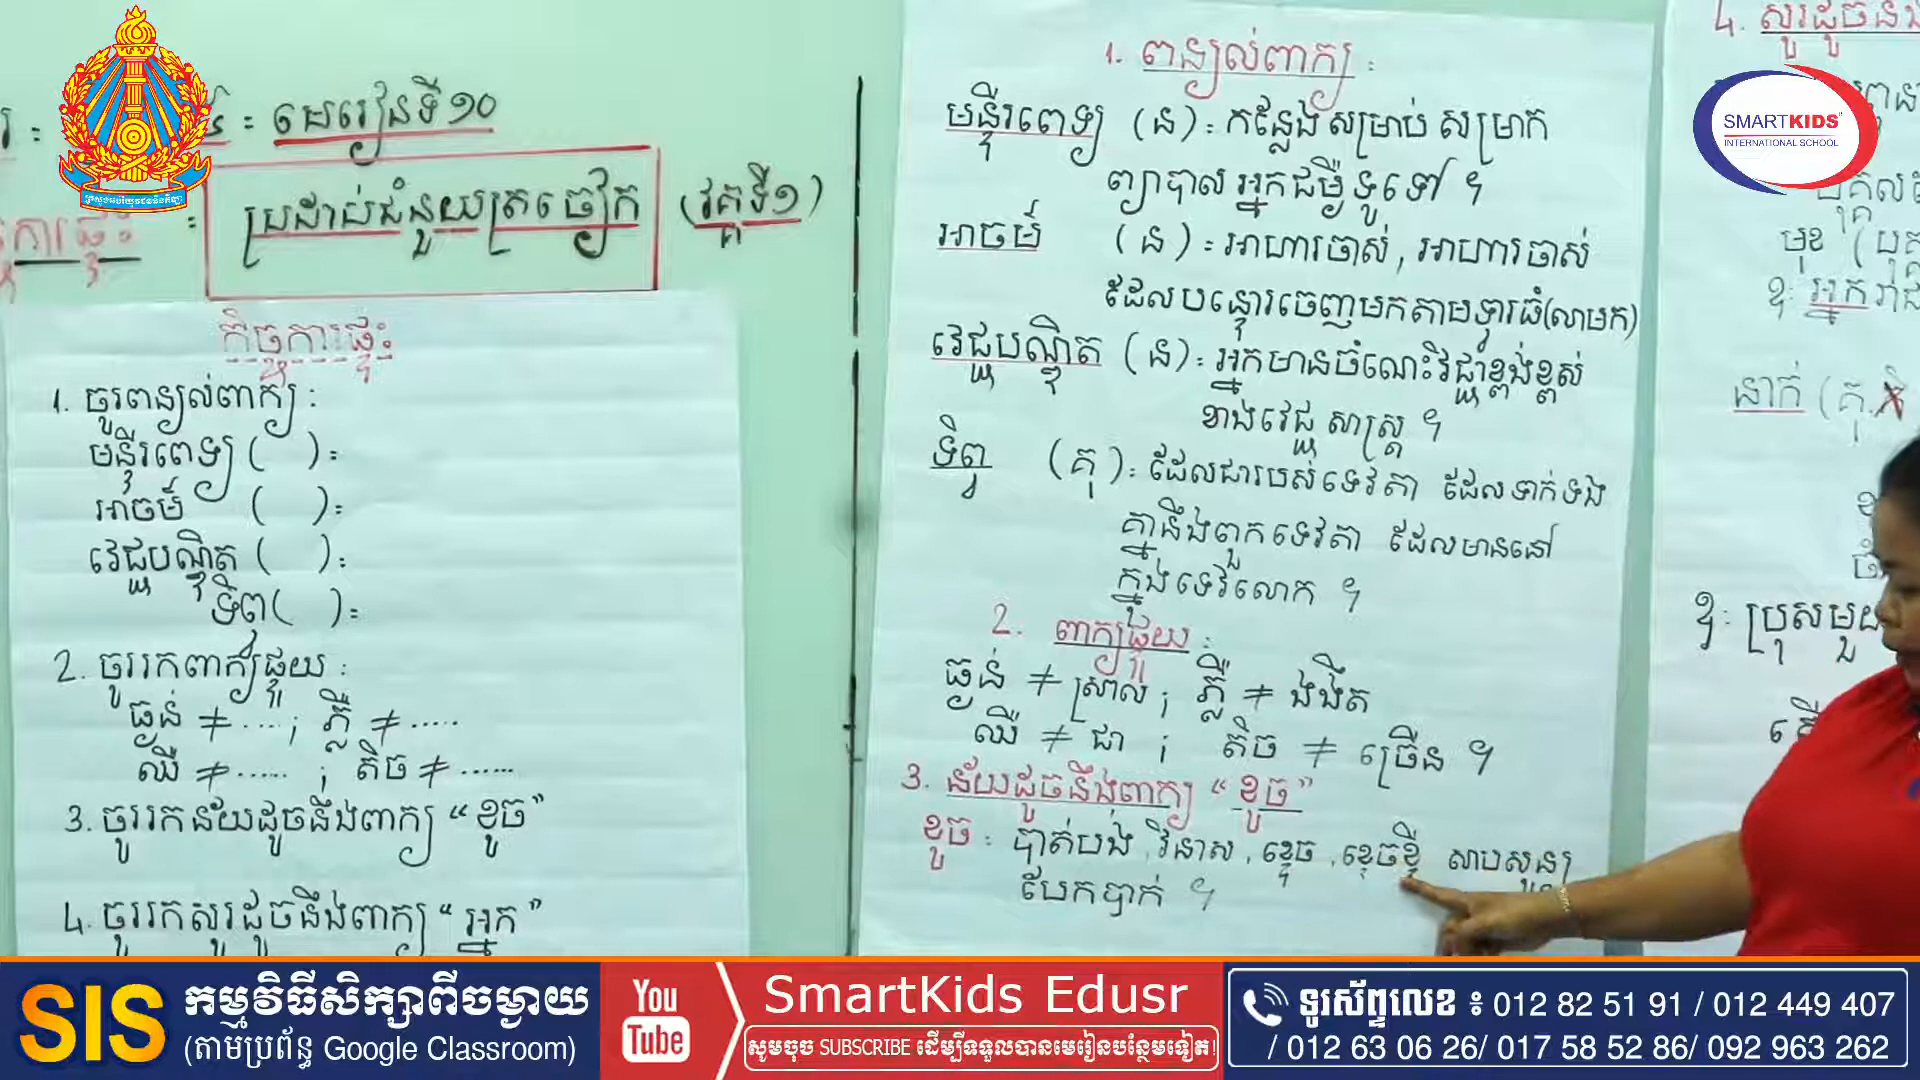 មេរៀនទី១០
ប្រដាប់ជំនួយត្រចៀក (វគ្គទី១)
កិច្ចការផ្ទះ
1. ចូរពន្យល់ពាក្យ :
មន្ទីរពេទ្យ ( ) :
អាចម៍ ( ) :
វេជ្ជបណ្ឌិត ( ) :
ទិព្វ ( ) :
2. ចូររកពាក្យផ្ទុយ :
ធ្ងន់ ≠ .... ; ភ្លឺ ≠ .....
ឈឺ ≠ ...... ; តិច ≠ ......
3. ចូររកន័យដូចនឹងពាក្យ “ ខូច ”
4. ចូររកសូរដូចនឹងពាក្យ “ អ្នក ”
1. ពន្យល់ពាក្យ :
មន្ទីរពេទ្យ (ន) : កន្លែងសម្រាប់សម្រាក
ព្យាបាលអ្នកជម្ងឺទូទៅ ។
អាចម៍ (ន) : អាហារចាស់, អាហារចាស់
ដែលបន្ទោរចេញមកតាមទ្វារធំ(លាមក)
វេជ្ជបណ្ឌិត (ន) : អ្នកមានចំណេះវិជ្ជាខ្ពង់ខ្ពស់
ខាងវេជ្ជសាស្ត្រ ។
ទិព្វ (គុ) : ដែលជារបស់ទេវតា ដែលទាក់ទង
គ្នានឹងពួកទេវតា ដែលមាននៅ
ក្នុងទេវលោក ។
2. ពាក្យផ្ទុយ :
ធ្ងន់ ≠ ស្រាល ; ភ្លឺ ≠ ងងឹត
ឈឺ ≠ ជា ; តិច ≠ ច្រើន ។
3. ន័យដូចនឹងពាក្យ “ ខូច ”
ខូច : បាត់បង់ , វិនាស , ខ្ទេច , ខ្ទេចខ្ទី សាបសូន្យ
បែកបាក់ ។
4. សូរដូចនឹង
SMARTKIDS
INTERNATIONAL SCHOOL
SIS កម្មវិធីសិក្សាពីចម្ងាយ
(តាមប្រព័ន្ធ Google Classroom)
You Tube
SmartKids Edusr
សូមចុច SUBSCRIBE ដើម្បីទទួលបានមេរៀនបន្ថែមទៀត!
ទូរស័ព្ទលេខ ៖ 012 82 51 91 / 012 449 407
/ 012 63 06 26/ 017 58 52 86/ 092 963 262